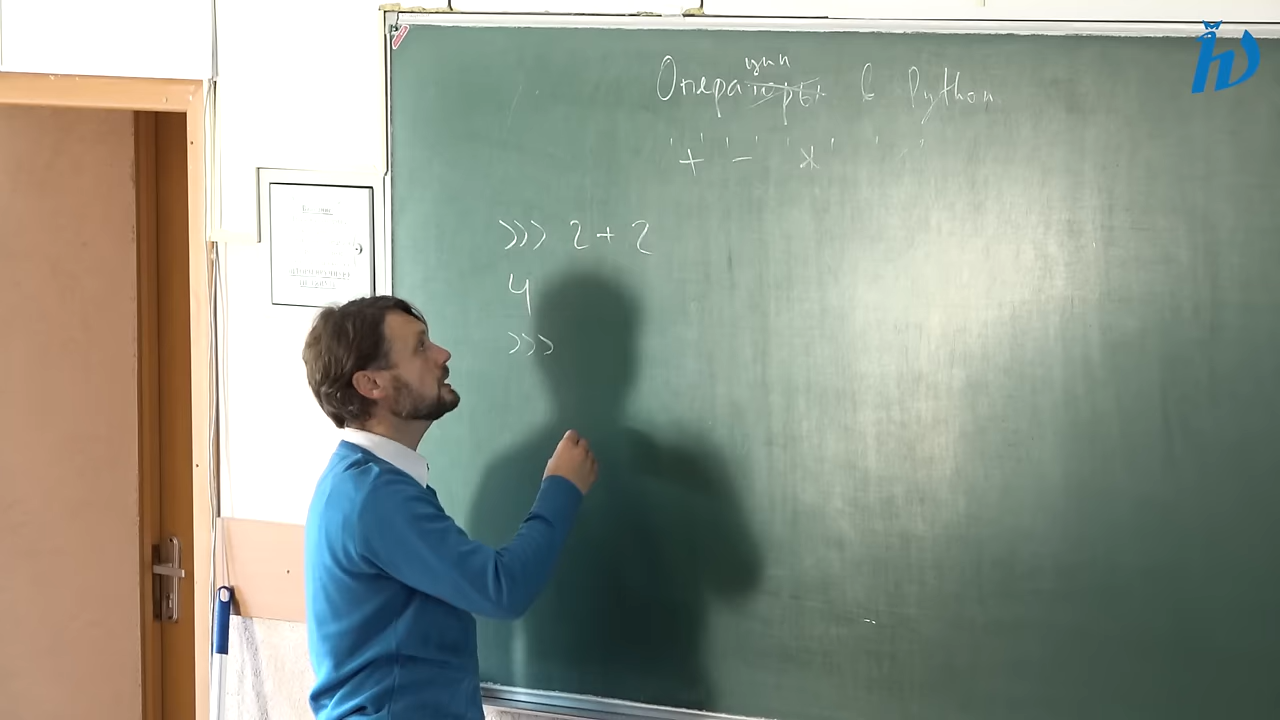 Операции в Python
'+' '-' '*' ' '
>>> 2 + 2
4
>>>